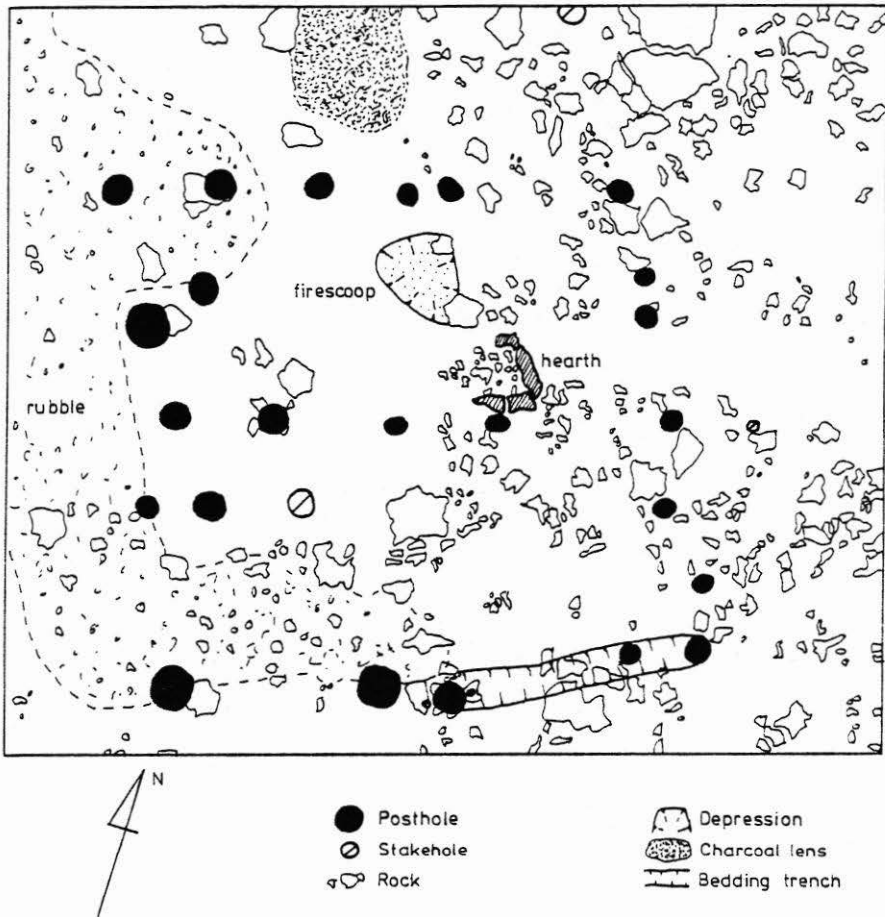 firescoop
hearth
rubble
N
Posthole
Stakehole
Rock
Depression
Charcoal lens
Bedding trench